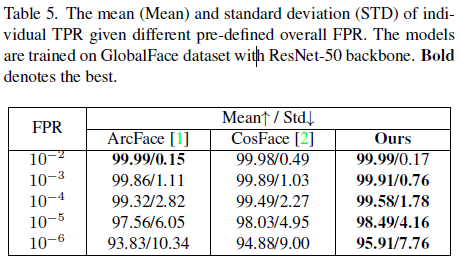 Table 5. The mean (Mean) and standard deviation (STD) of indi-
vidual TPR given different pre-defined overall FPR. The models
are trained on GlobalFace dataset with ResNet-50 backbone. Bold
denotes the best.
FPR Mean↑ / Std↓
ArcFace [1] CosFace [2] Ours
10⁻² 99.99/0.15 99.98/0.49 99.99/0.17
10⁻³ 99.86/1.11 99.89/1.03 99.91/0.76
10⁻⁴ 99.32/2.82 99.49/2.27 99.58/1.78
10⁻⁵ 97.56/6.05 98.03/4.95 98.49/4.16
10⁻⁶ 93.83/10.34 94.88/9.00 95.91/7.76